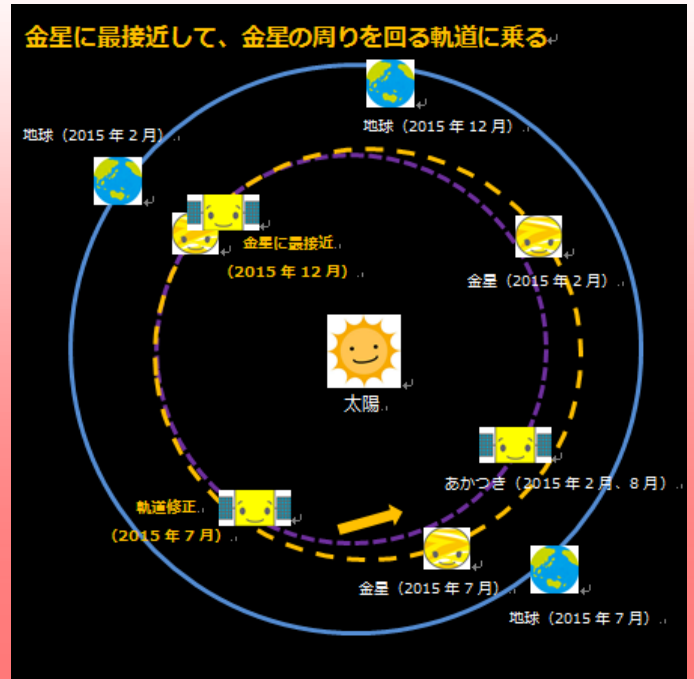 金星に最接近して、金星の周りを回る軌道に乗る
地球（2015年12月）
地球（2015年2月）
金星に最接近
（2015年12月）
金星（2015年2月）
太陽
あかつき（2015年2月、8月）
軌道修正
（2015年7月）
金星（2015年7月）
地球（2015年7月）